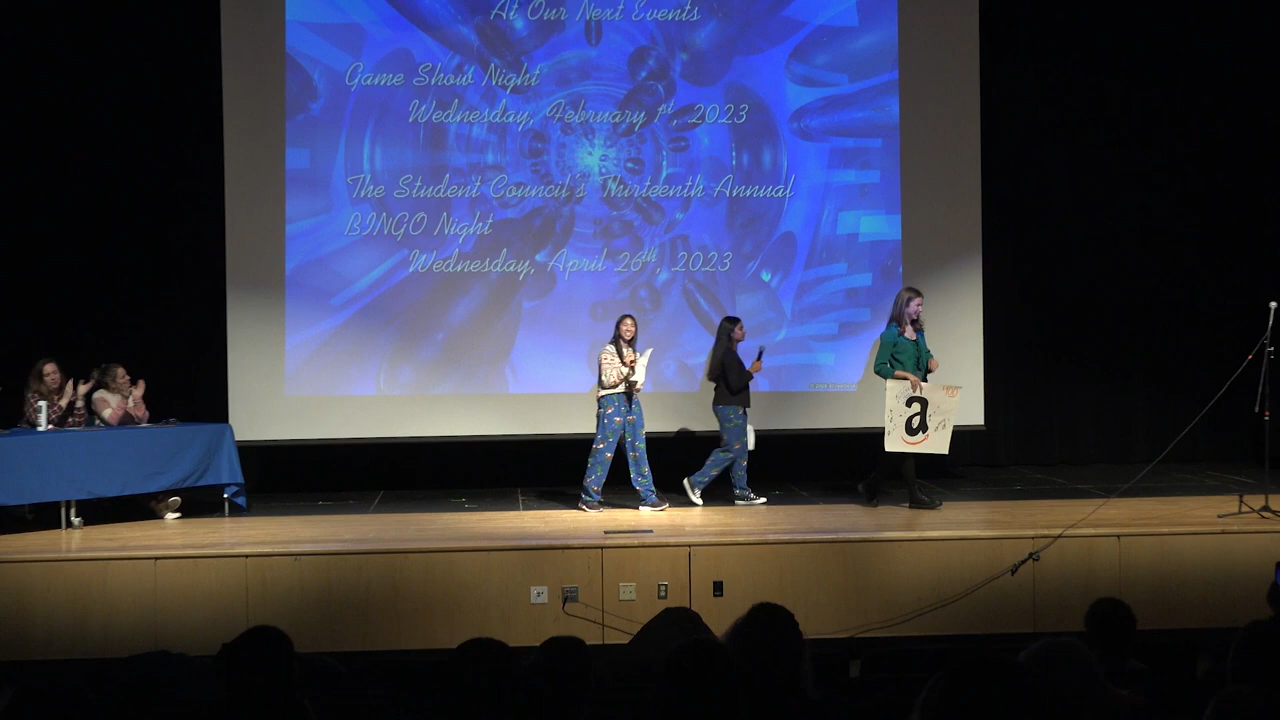 At Our Next Events
Game Show Night
Wednesday, February 1st, 2023
The Student Council's Thirteenth Annual
BINGO Night
Wednesday, April 26th, 2023
a